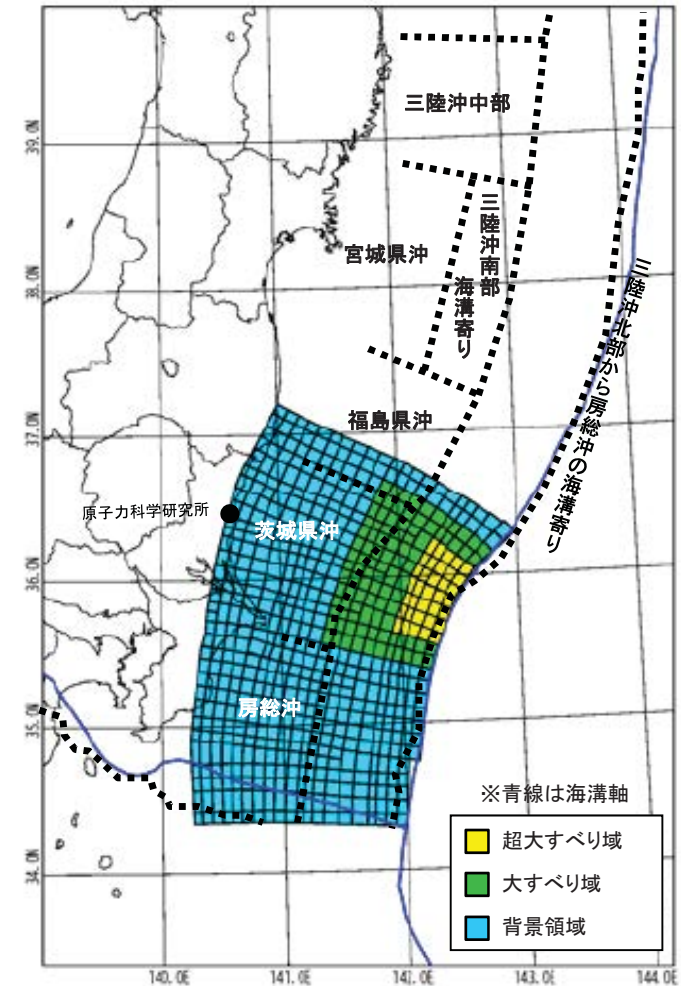 三陸沖中部
39.0N
三陸沖南部
海溝寄り
宮城県沖
38.0N
三陸沖北部から房総沖の海溝寄り
福島県沖
37.0N
原子力科学研究所
茨城県沖
36.0N
房総沖
35.0N
※青線は海溝軸
超大すべり域
34.0N
大すべり域
背景領域
140.0E
141.0E
142.0E
143.0E
144.0E